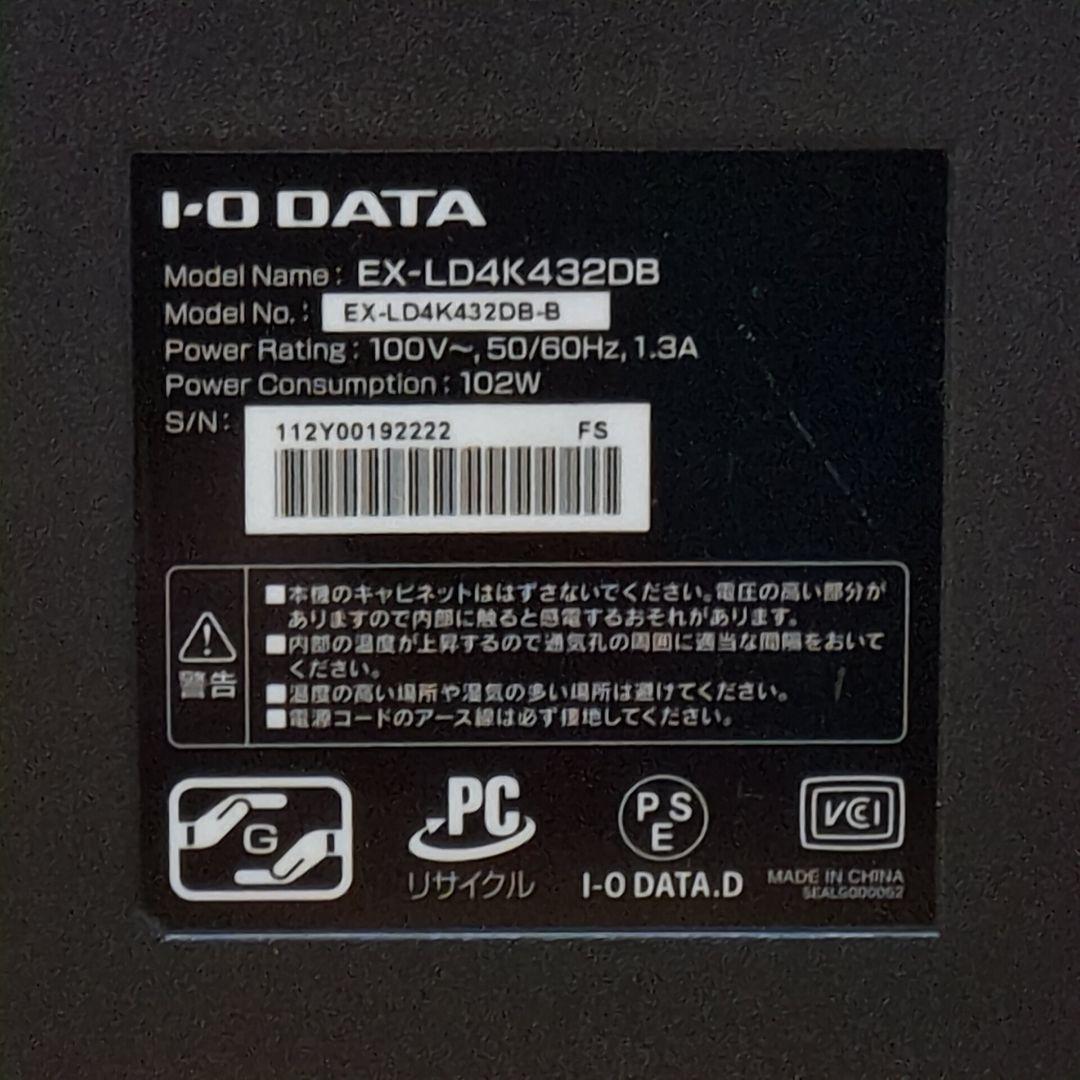 I-O DATA
Model Name: EX-LD4K432DB
Model No.: EX-LD4K432DB-B
Power Rating: 100V~, 50/60Hz, 1.3A
Power Consumption: 102W
S/N: 112Y00192222 FS
■本機のキャビネットははずさないでください。電圧の高い部分が
ありますので内部に触ると感電するおそれがあります。
■内部の温度が上昇するので通気孔の周囲に適当な間隔をおいて
ください。
警告
■温度の高い場所や湿気の多い場所は避けてください。
■電源コードのアース線は必ず接地してください。
G
PC
リサイクル
PSE
I-O DATA.D
VCCI
MADE IN CHINA